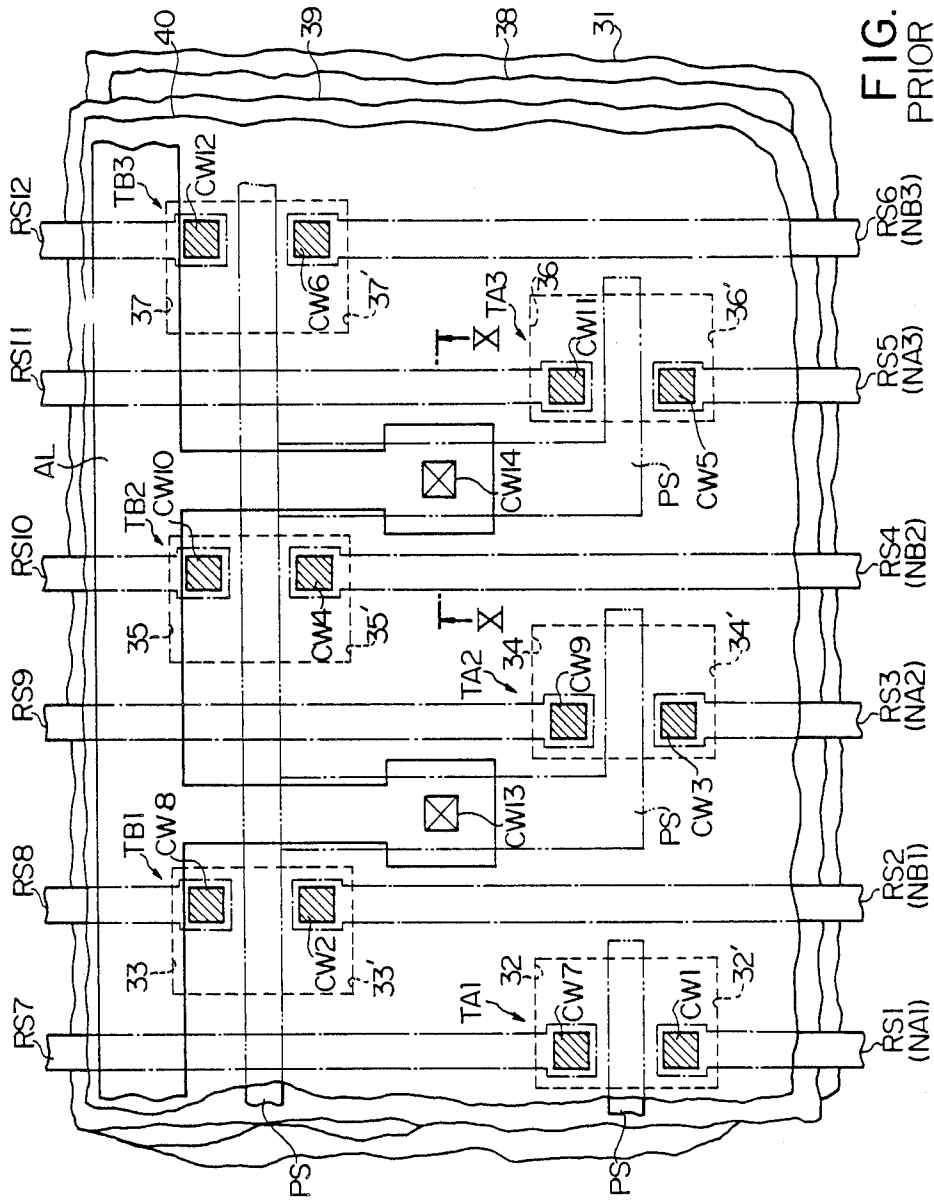 RS7
RS8
RS9
RS10
RS11
RS12
40
39
38
31
AL
TB1
CW8
TB2
CW10
TB3
CW12
33
35
37
CW2
33'
CW4
35'
CW6
37'
PS
X
X
CW13
CW14
TA1
32
TA2
34
TA3
36
CW7
CW9
CW11
CW1
32'
PS
CW3
34'
PS
CW5
36'
PS
RS1
(NA1)
RS2
(NB1)
RS3
(NA2)
RS4
(NB2)
RS5
(NA3)
RS6
(NB3)
FIG.
PRIOR